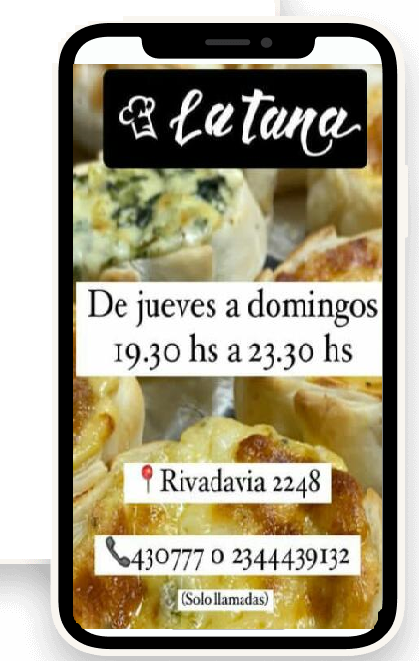 La tana
De jueves a domingos
19.30 hs a 23.30 hs
📍Rivadavia 2248
📞430777 o 2344439132
(Solo llamadas)